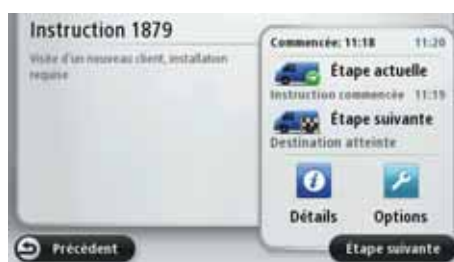 Instruction 1879
Visite d'un nouveau client, installation
requise
Commencée: 11:18 11:20
Étape actuelle
Instruction commencée 11:19
Étape suivante
Destination atteinte
Détails Options
Précédent
Étape suivante